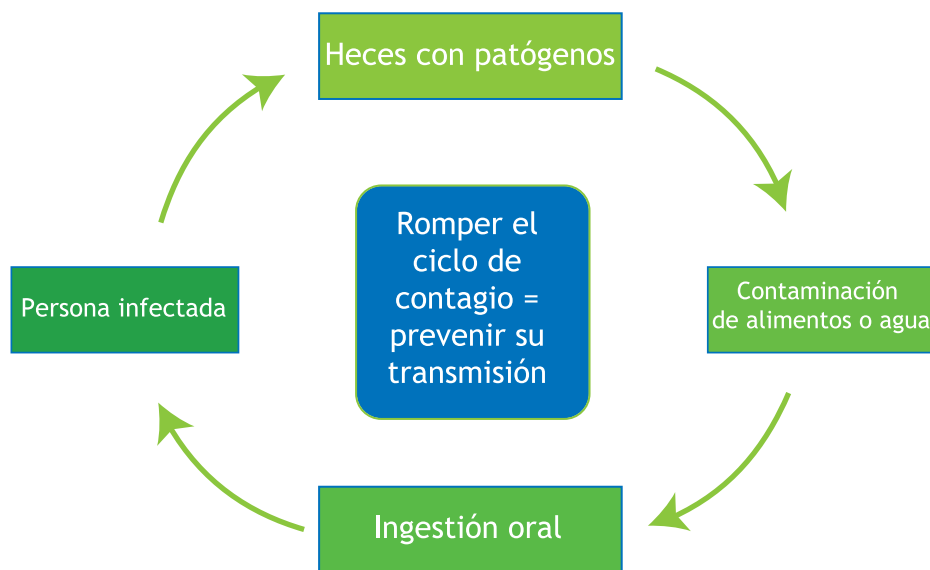 Heces con patógenos
Romper el
ciclo de
contagio =
prevenir su
transmisión
Persona infectada
Contaminación
de alimentos o agua
Ingestión oral